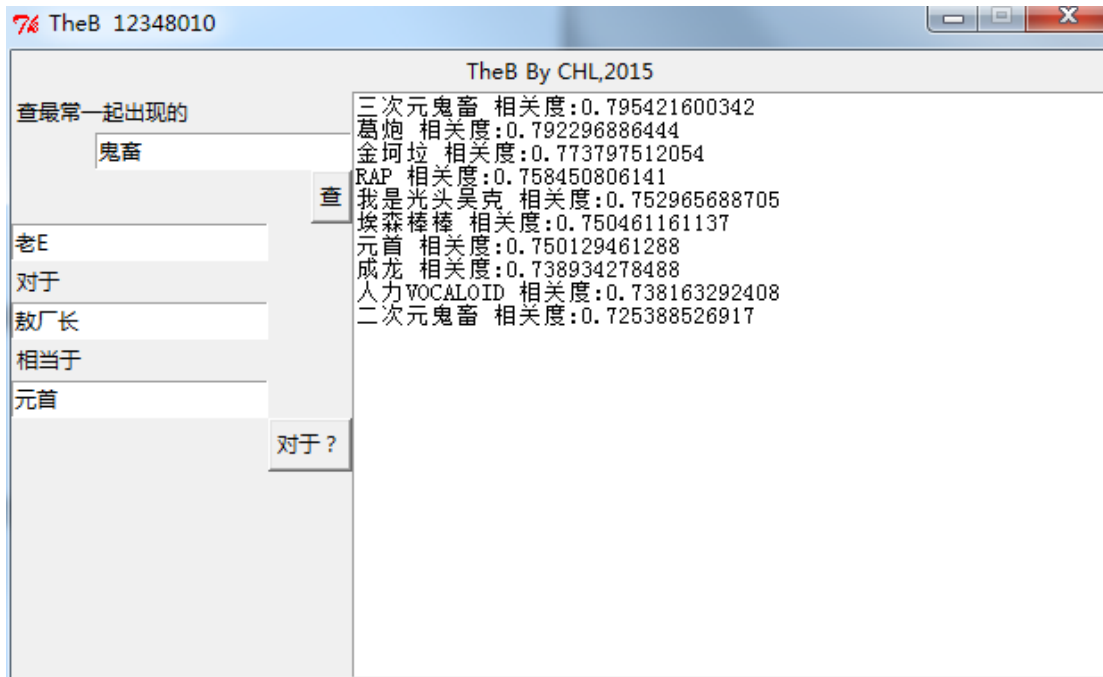 TheB 12348010
TheB By CHL,2015
查最常一起出现的
鬼畜
查
老E
对于
敖厂长
相当于
元首
对于？
三次元鬼畜 相关度:0.795421600342
葛炮 相关度:0.792296886444
金坷垃 相关度:0.773797512054
RAP 相关度:0.758450806141
我是光头吴克 相关度:0.752965688705
埃森棒棒 相关度:0.750461161137
元首 相关度:0.750129461288
成龙 相关度:0.738934278488
人力VOCALOID 相关度:0.738163292408
二次元鬼畜 相关度:0.725388526917